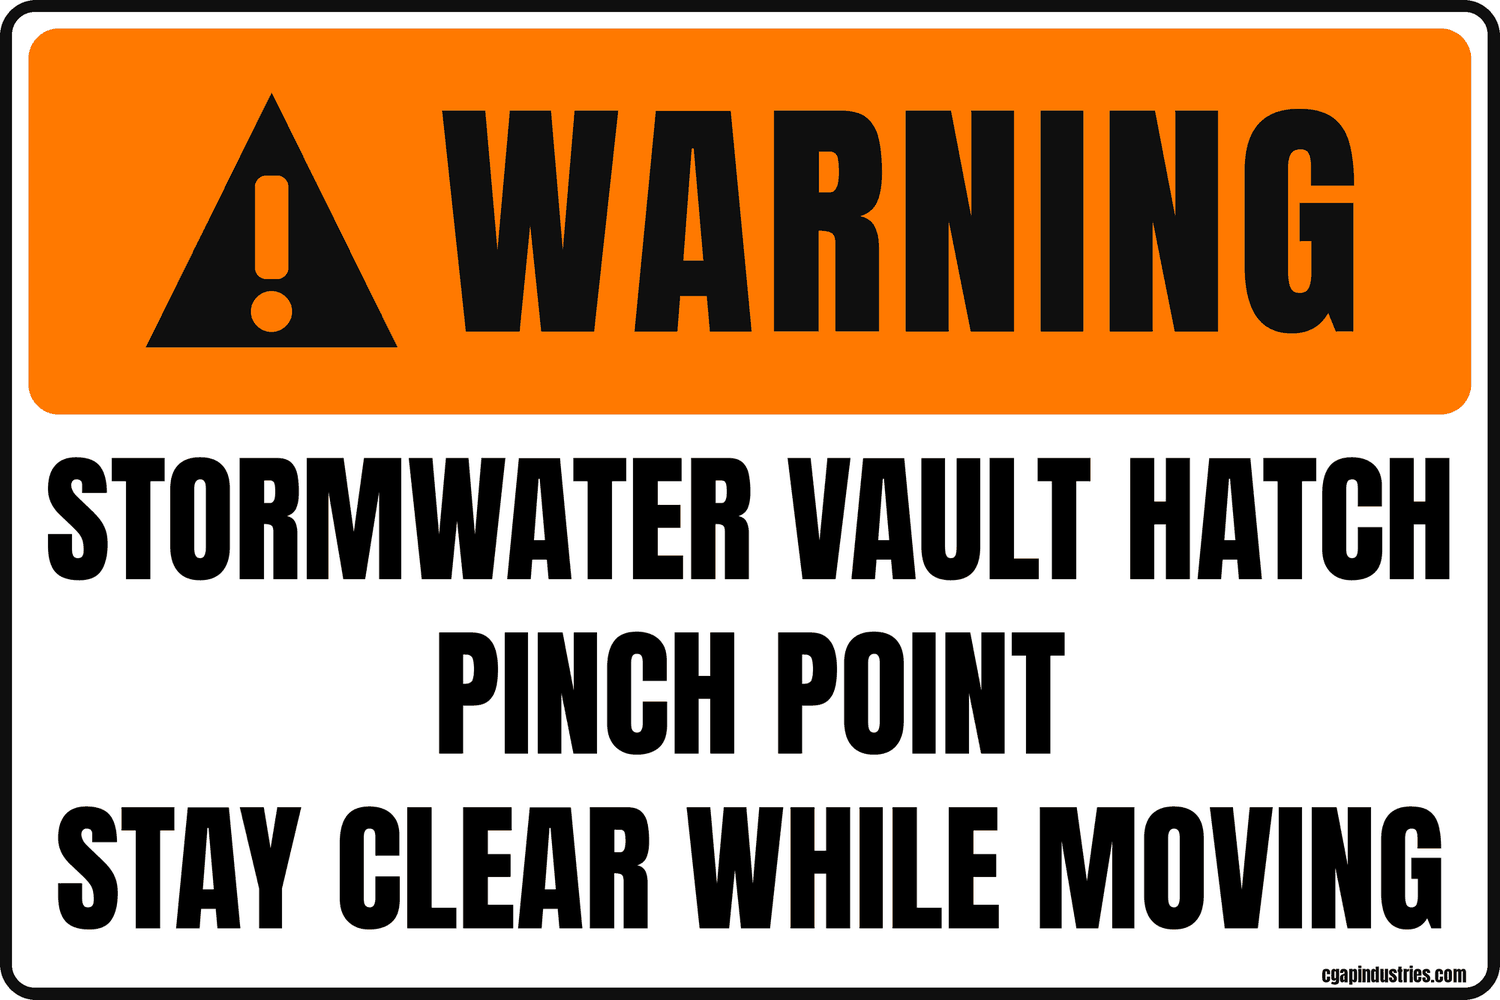 WARNING
STORMWATER VAULT HATCH
PINCH POINT
STAY CLEAR WHILE MOVING
cgapindustries.com